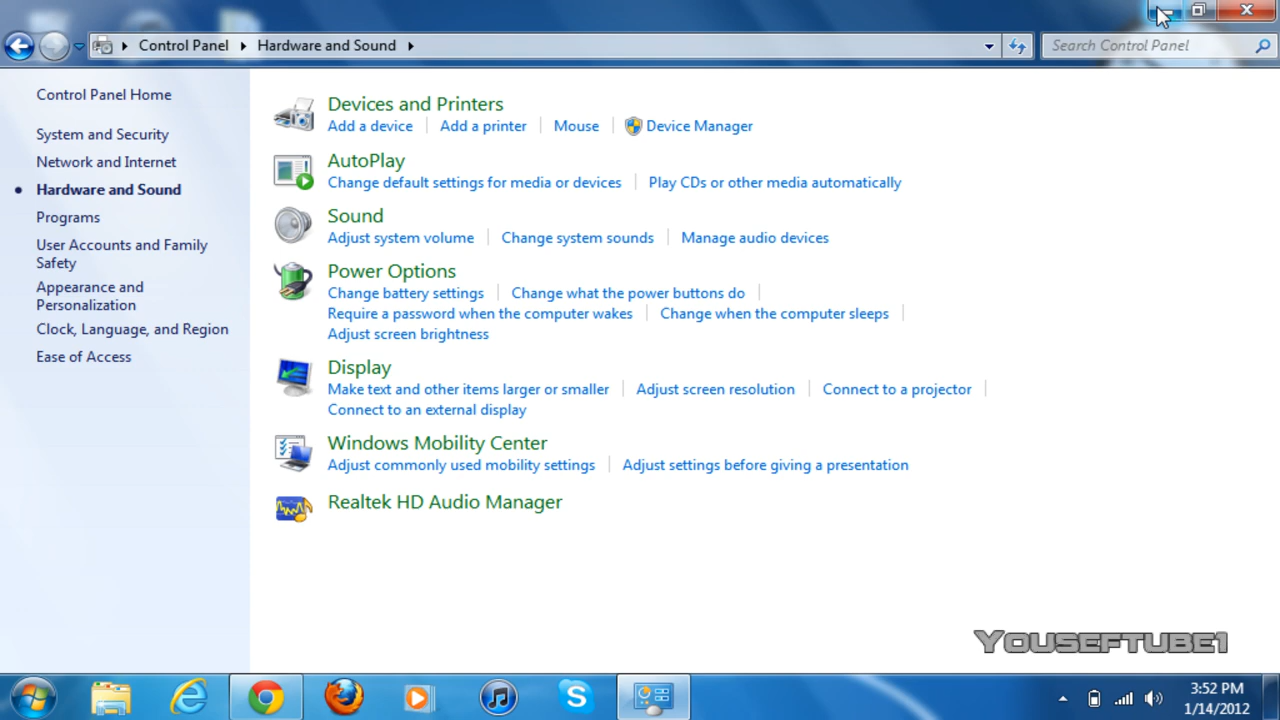 Control Panel Hardware and Sound Search Control Panel
Control Panel Home
System and Security
Network and Internet
Hardware and Sound
Programs
User Accounts and Family
Safety
Appearance and
Personalization
Clock, Language, and Region
Ease of Access
Devices and Printers
Add a device Add a printer Mouse Device Manager
AutoPlay
Change default settings for media or devices Play CDs or other media automatically
Sound
Adjust system volume Change system sounds Manage audio devices
Power Options
Change battery settings Change what the power buttons do
Require a password when the computer wakes Change when the computer sleeps
Adjust screen brightness
Display
Make text and other items larger or smaller Adjust screen resolution Connect to a projector
Connect to an external display
Windows Mobility Center
Adjust commonly used mobility settings Adjust settings before giving a presentation
Realtek HD Audio Manager
YOUSEFTUBE1
3:52 PM
1/14/2012